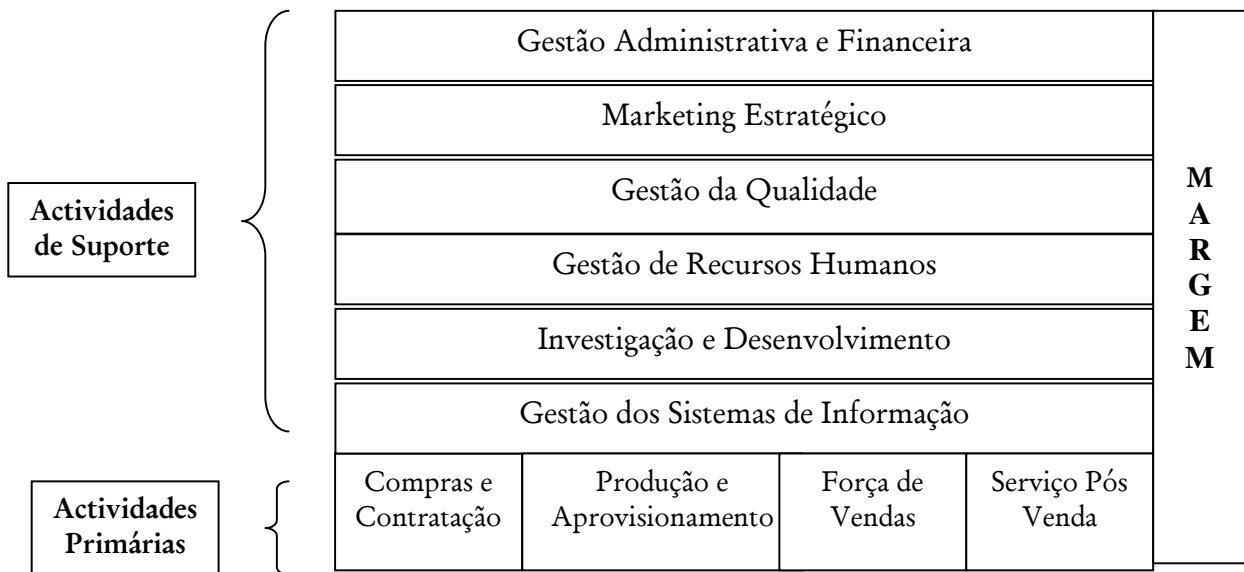 Gestão Administrativa e Financeira
Marketing Estratégico
Gestão da Qualidade
Gestão de Recursos Humanos
Investigação e Desenvolvimento
Gestão dos Sistemas de Informação
Actividades
de Suporte
M
A
R
G
E
M
Actividades
Primárias
Compras e
Contratação
Produção e
Aprovisionamento
Força de
Vendas
Serviço Pós
Venda